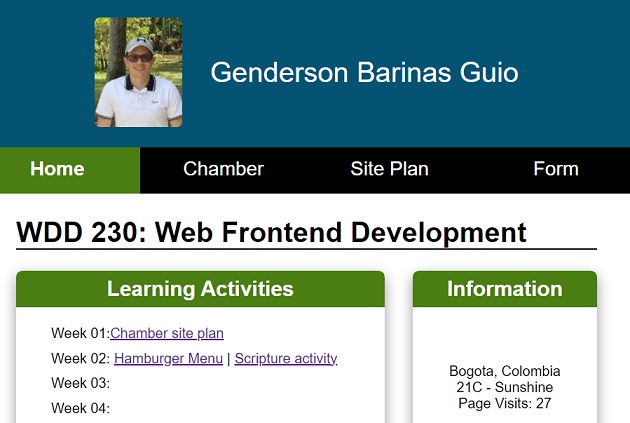 Genderson Barinas Guio
Home Chamber Site Plan Form
WDD 230: Web Frontend Development
Learning Activities
Week 01:Chamber site plan
Week 02: Hamburger Menu | Scripture activity
Week 03:
Week 04:
Information
Bogota, Colombia
21C - Sunshine
Page Visits: 27